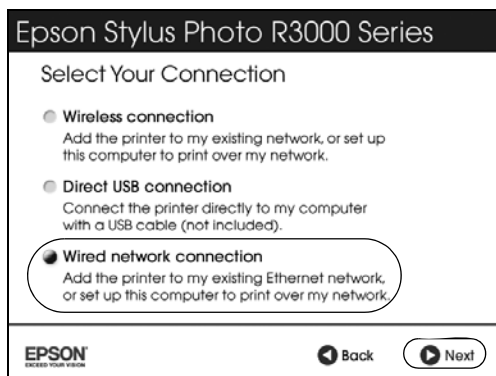 Epson Stylus Photo R3000 Series
Select Your Connection
Wireless connection
Add the printer to my existing network, or set up
this computer to print over my network.
Direct USB connection
Connect the printer directly to my computer
with a USB cable (not included).
Wired network connection
Add the printer to my existing Ethernet network,
or set up this computer to print over my network.
EPSON
EXCEED YOUR VISION
Back
Next